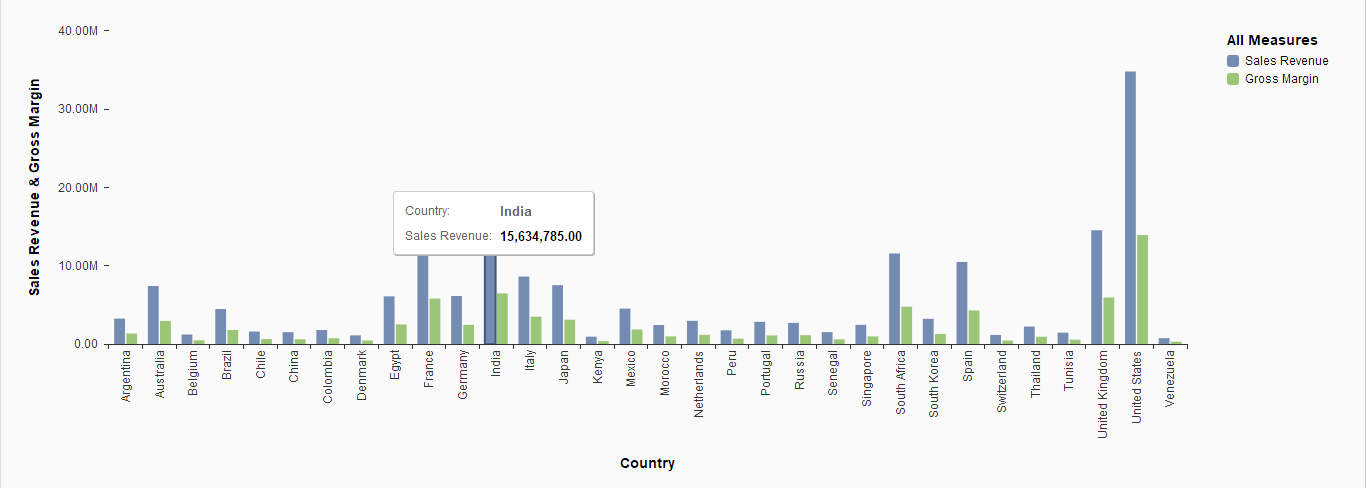 40.00M
30.00M
20.00M
10.00M
0.00
Sales Revenue & Gross Margin
All Measures
Sales Revenue
Gross Margin
Country: India
Sales Revenue: 15,634,785.00
Argentina
Australia
Belgium
Brazil
Chile
China
Colombia
Denmark
Egypt
France
Germany
India
Italy
Japan
Kenya
Mexico
Morocco
Netherlands
Peru
Portugal
Russia
Senegal
Singapore
South Africa
South Korea
Spain
Switzerland
Thailand
Tunisia
United Kingdom
United States
Venezuela
Country